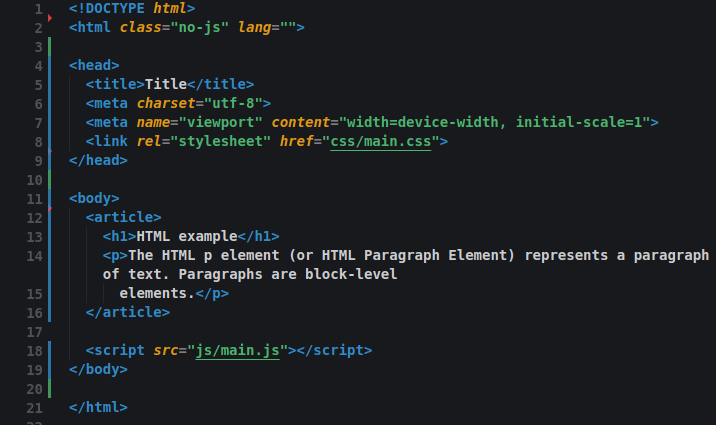 1 <!DOCTYPE html>
2 <html class="no-js" lang="">
3
4 <head>
5 <title>Title</title>
6 <meta charset="utf-8">
7 <meta name="viewport" content="width=device-width, initial-scale=1">
8 <link rel="stylesheet" href="css/main.css">
9 </head>
10
11 <body>
12 <article>
13 <h1>HTML example</h1>
14 <p>The HTML p element (or HTML Paragraph Element) represents a paragraph
of text. Paragraphs are block-level
15 elements.</p>
16 </article>
17
18 <script src="js/main.js"></script>
19 </body>
20
21 </html>